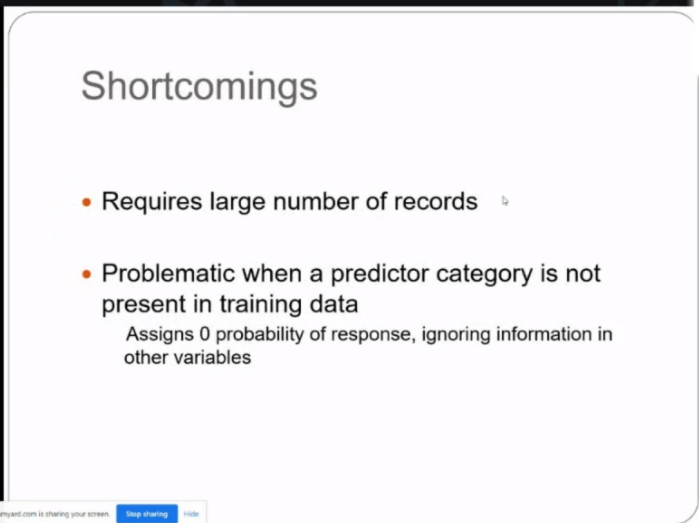 Shortcomings
• Requires large number of records
• Problematic when a predictor category is not
present in training data
Assigns 0 probability of response, ignoring information in
other variables
myard.com is sharing your screen. Stop sharing Hide